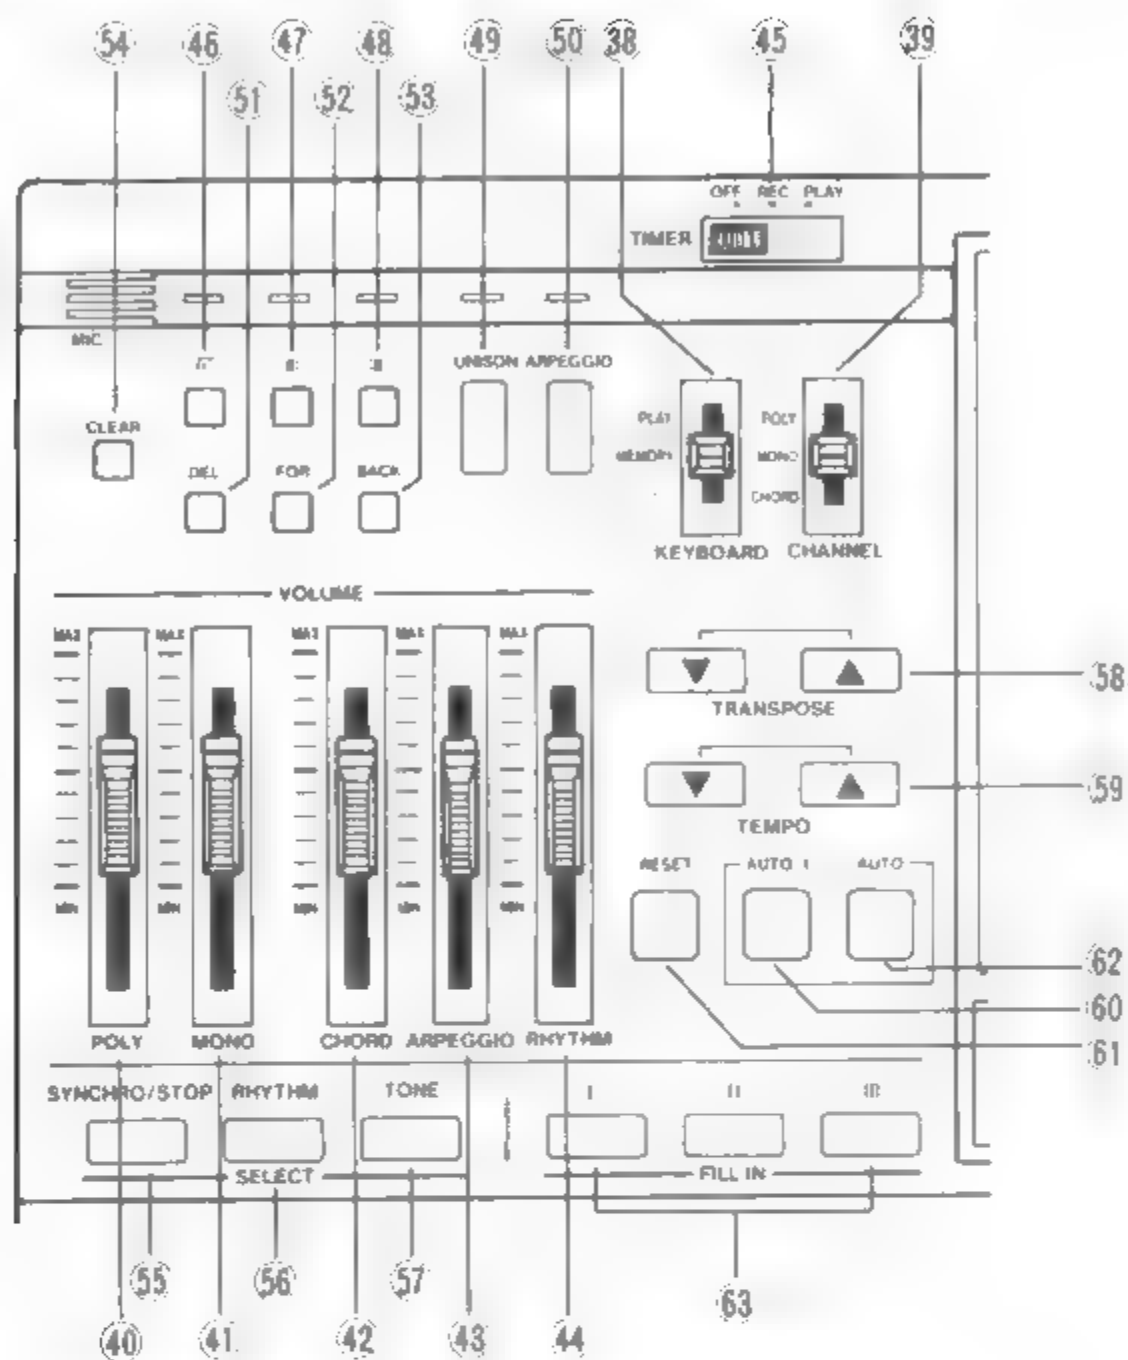 54 46 47 48 49 50 38 45 39
51 52 53
OFF REC PLAY
TIMER
MIC
UNISON ARPEGGIO
CLEAR
PLAY
MEMORY
POLY
MONO
CHORD
DEL FOR BACK
KEYBOARD CHANNEL
VOLUME
MAX MAX MAX MAX MAX
58
TRANSPOSE
59
TEMPO
RESET AUTO I AUTO
MIN MIN MIN MIN MIN
62
60
61
POLY MONO CHORD ARPEGGIO RHYTHM
SYNCHRO/STOP RHYTHM TONE I II III
SELECT FILL IN
55 56 57 63
40 41 42 43 44